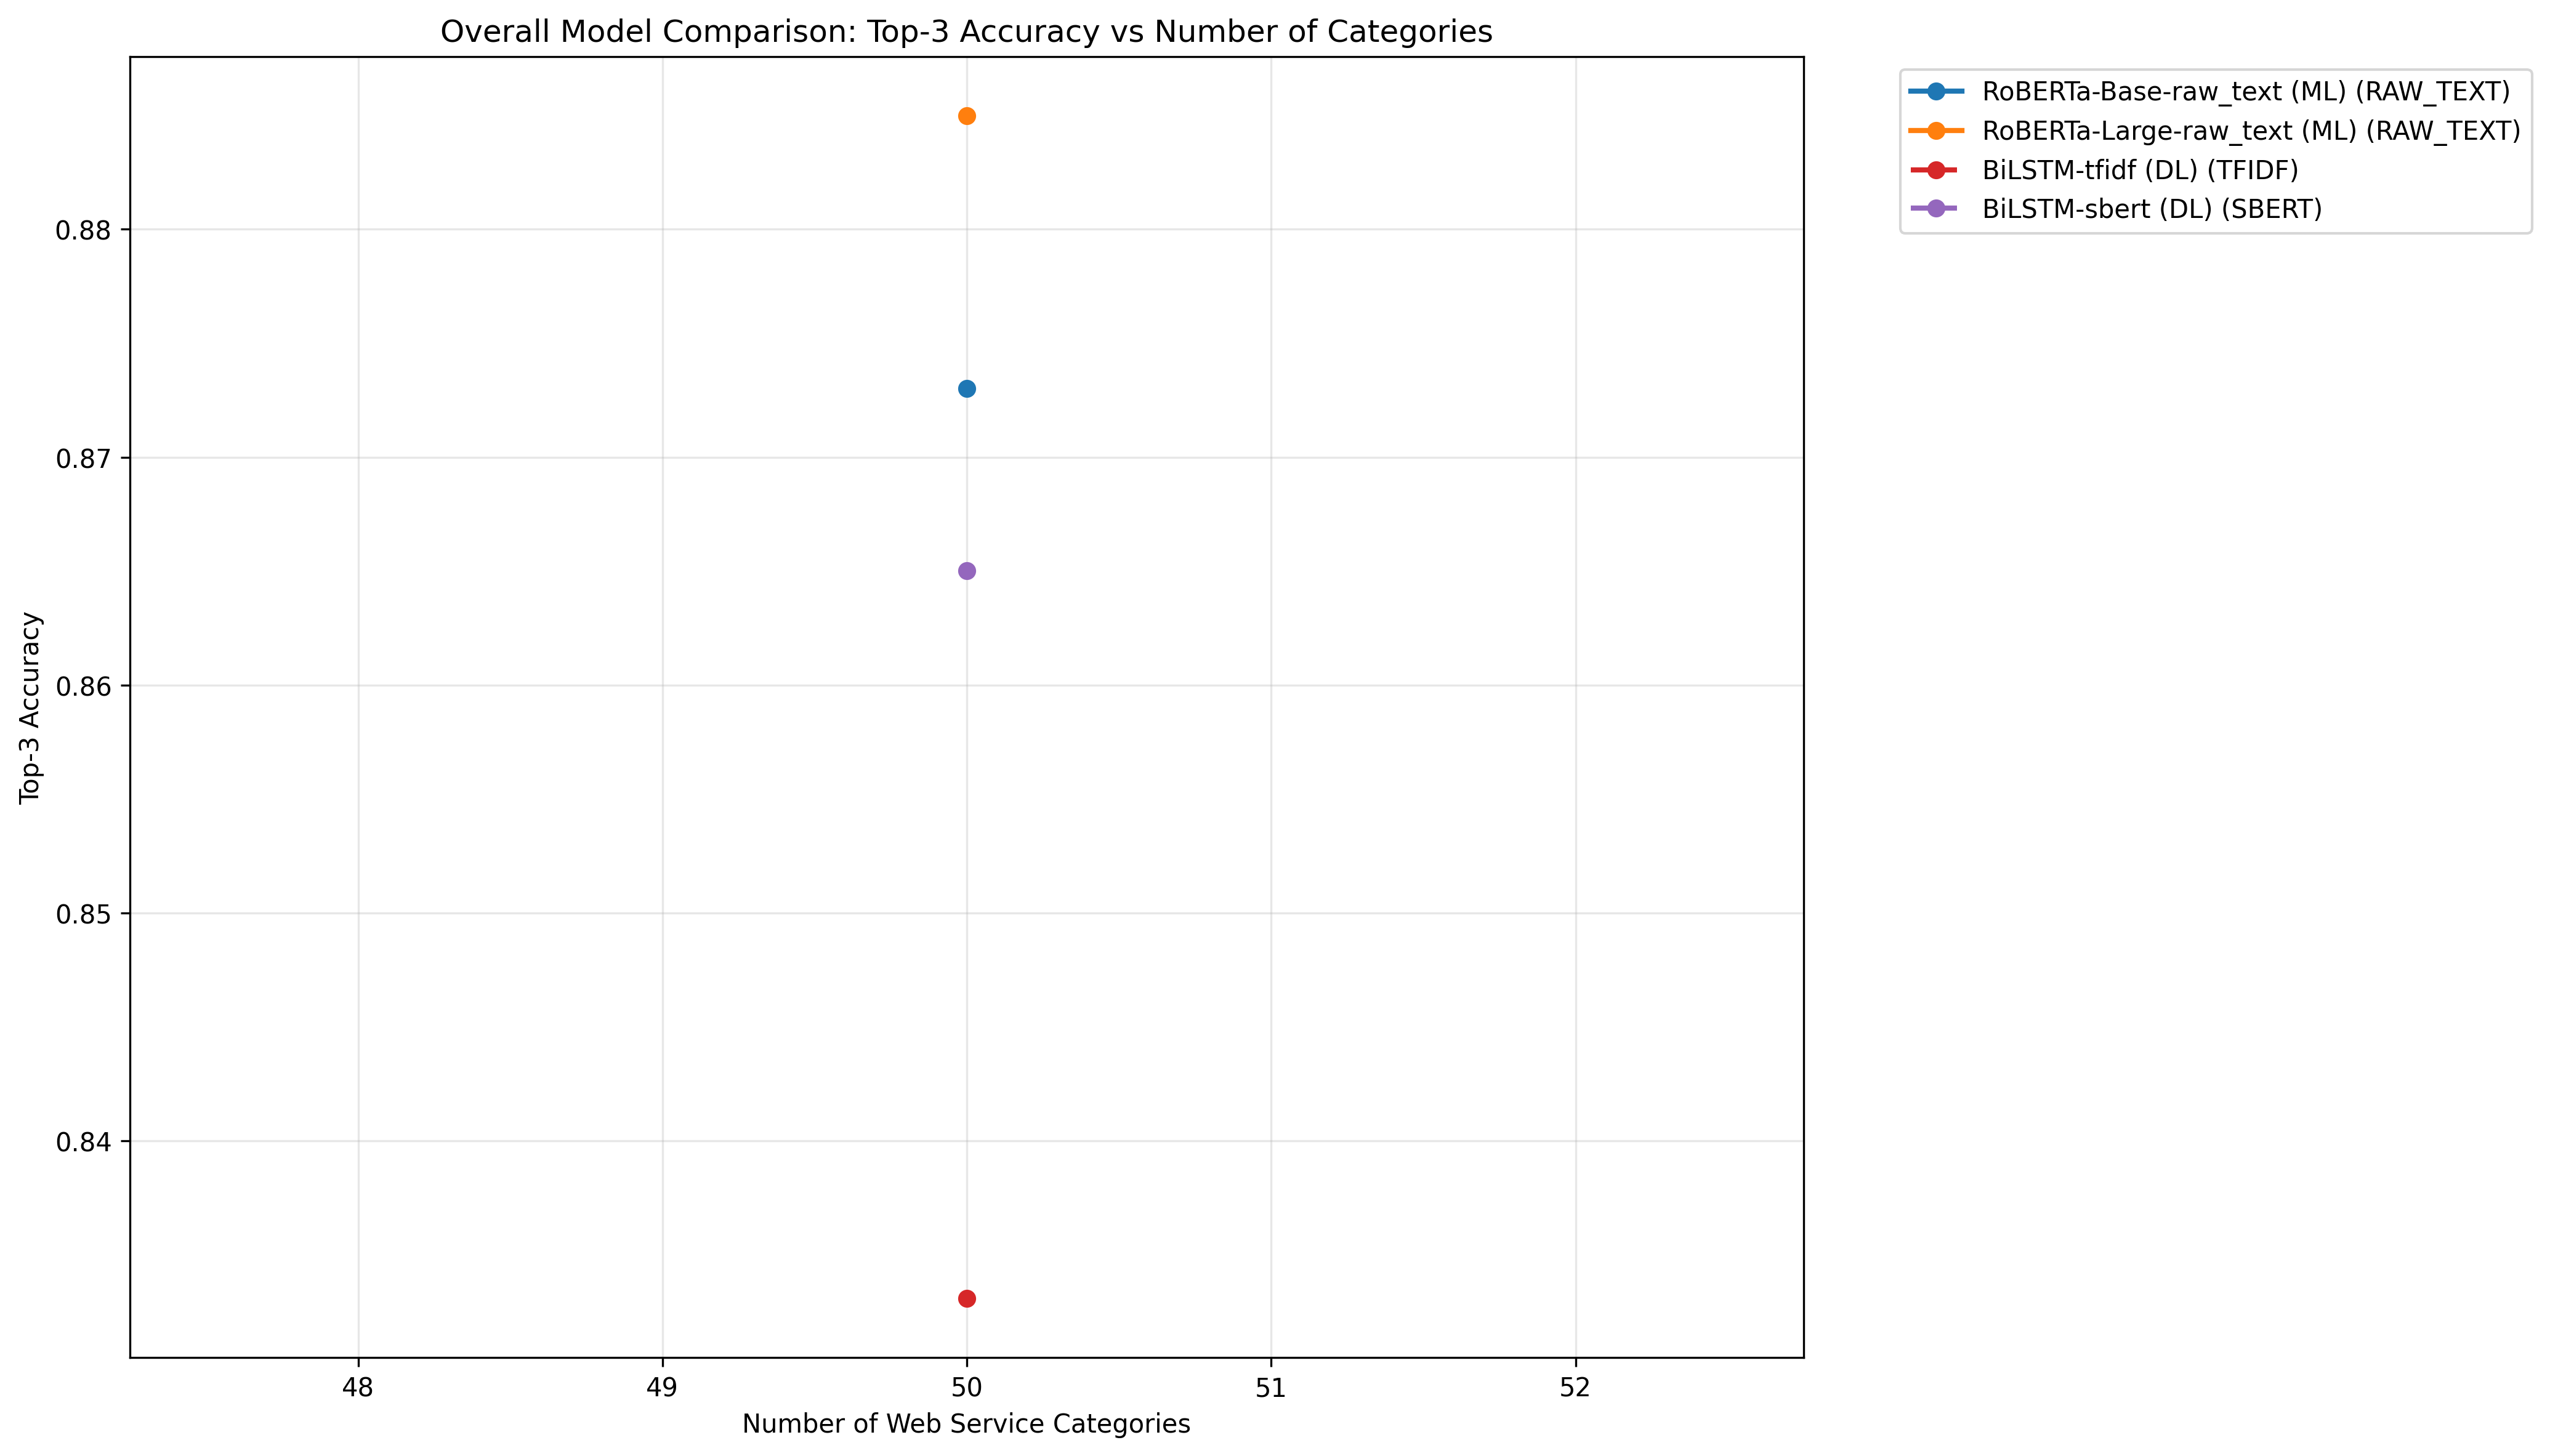 Overall Model Comparison: Top-3 Accuracy vs Number of Categories
RoBERTa-Base-raw_text (ML) (RAW_TEXT)
RoBERTa-Large-raw_text (ML) (RAW_TEXT)
BiLSTM-tfidf (DL) (TFIDF)
BiLSTM-sbert (DL) (SBERT)
Top-3 Accuracy
0.88
0.87
0.86
0.85
0.84
48 49 50 51 52
Number of Web Service Categories